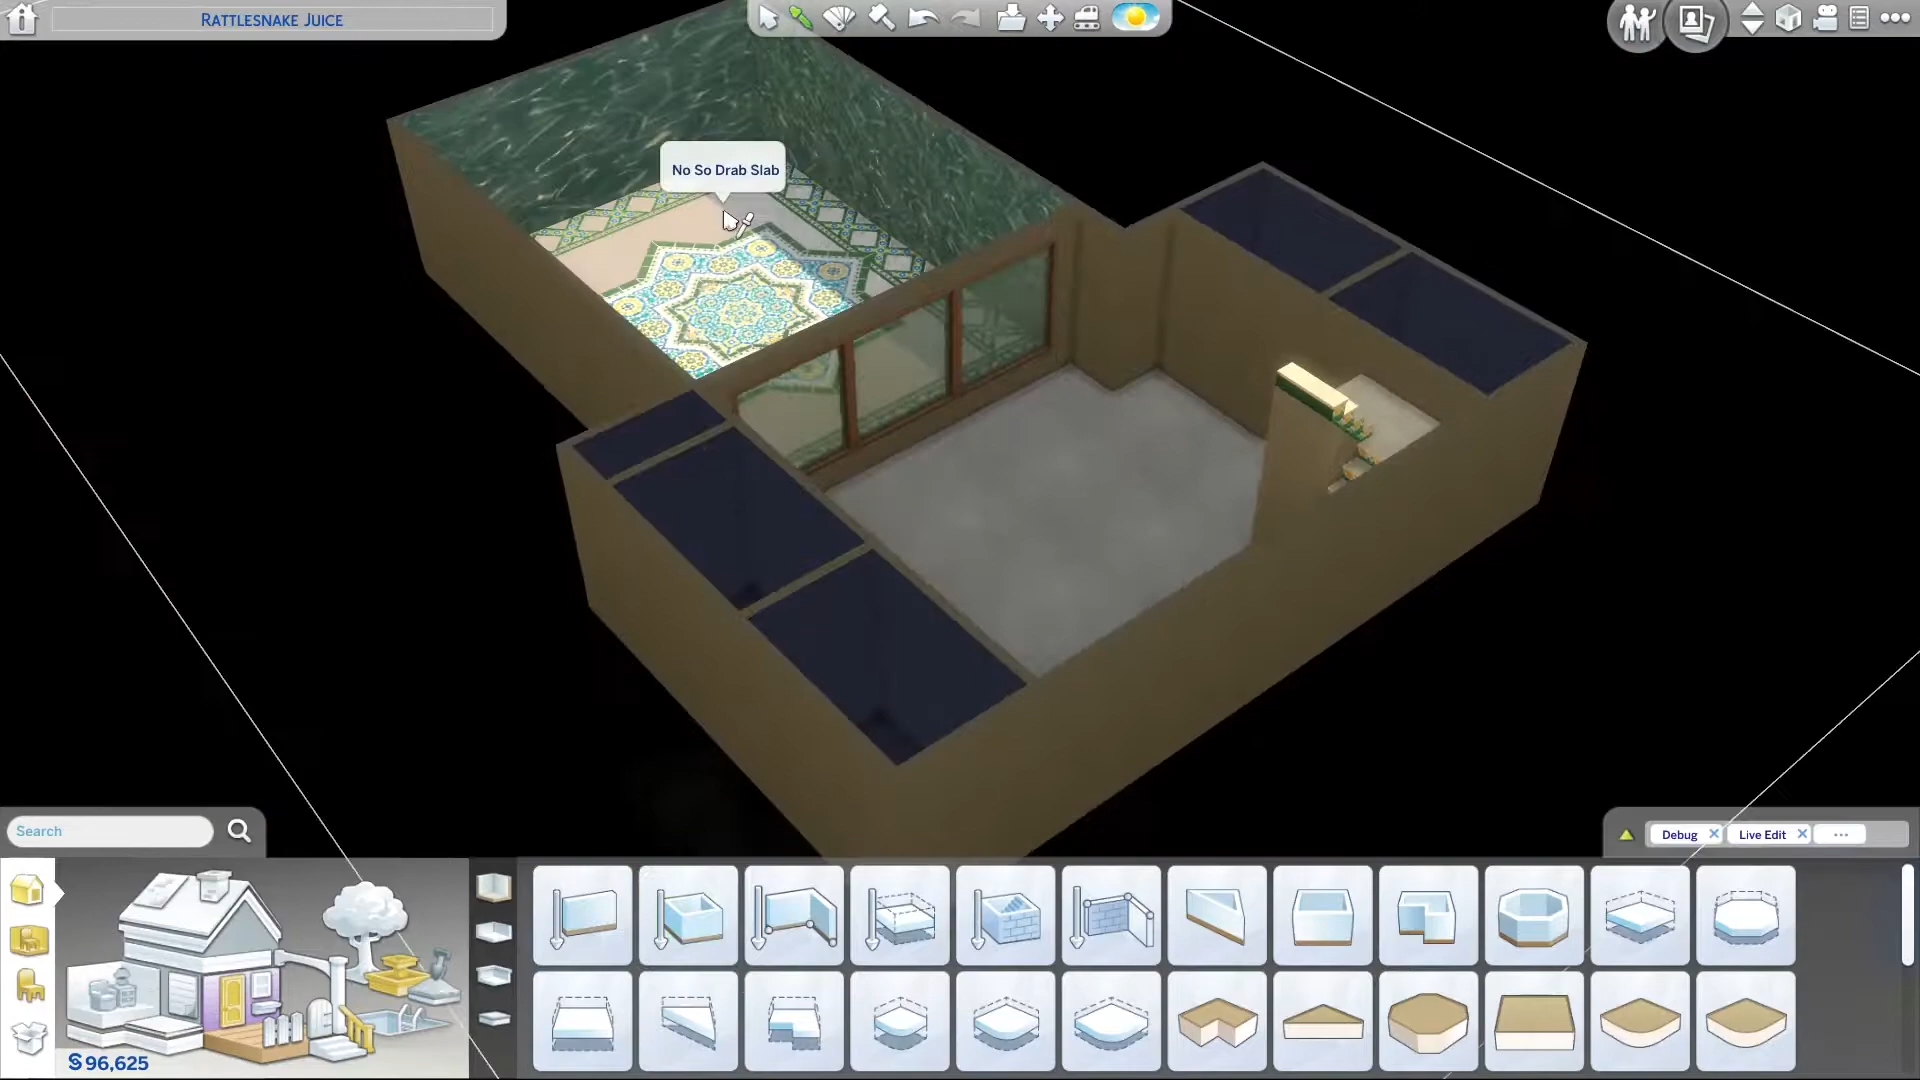 RATTLESNAKE JUICE
No So Drab Slab
Search
Debug
Live Edit
...
§96,625